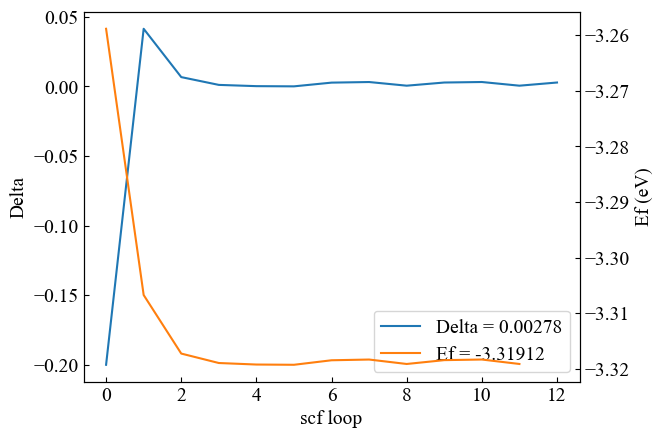 0.05
0.00
−0.05
−0.10
−0.15
−0.20
Delta
−3.26
−3.27
−3.28
−3.29
−3.30
−3.31
−3.32
Ef (eV)
Delta = 0.00278
Ef = -3.31912
0 2 4 6 8 10 12
scf loop